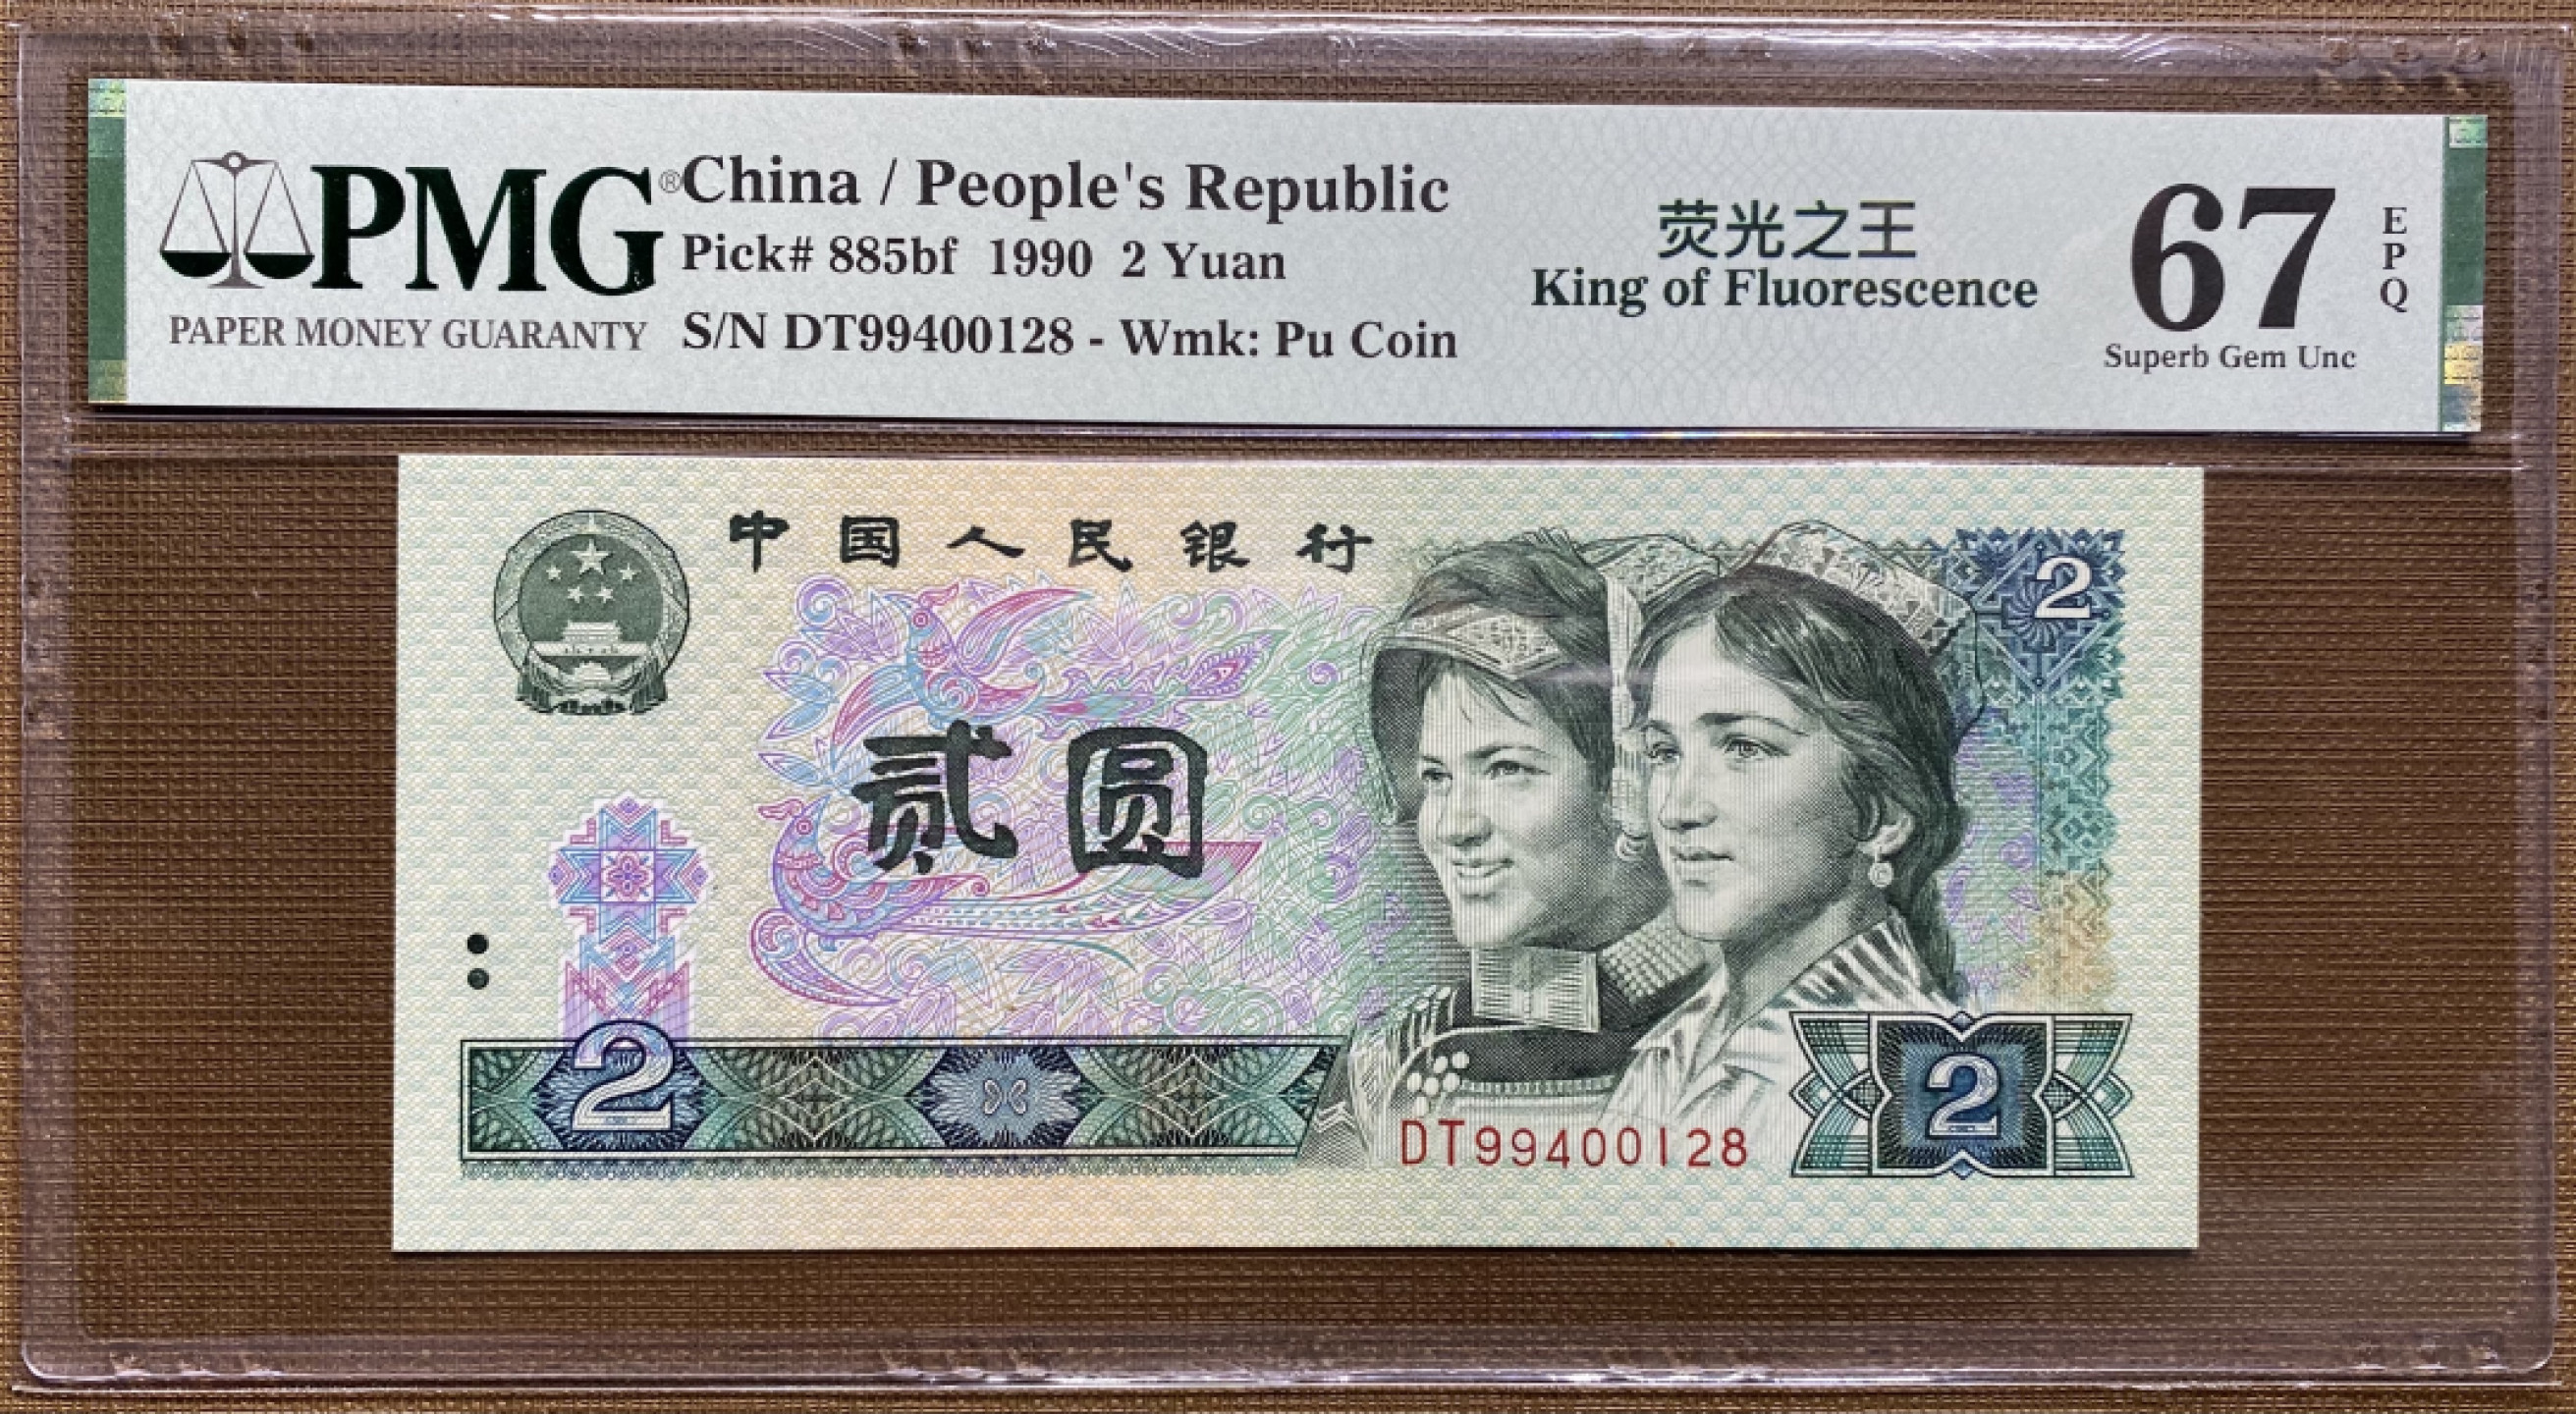 PMG®
PAPER MONEY GUARANTY
China / People's Republic
Pick# 885bf 1990 2 Yuan
S/N DT99400128 - Wmk: Pu Coin
荧光之王
King of Fluorescence
67
EPQ
Superb Gem Unc
中国人民银行
2
贰圆
2
2
DT99400128